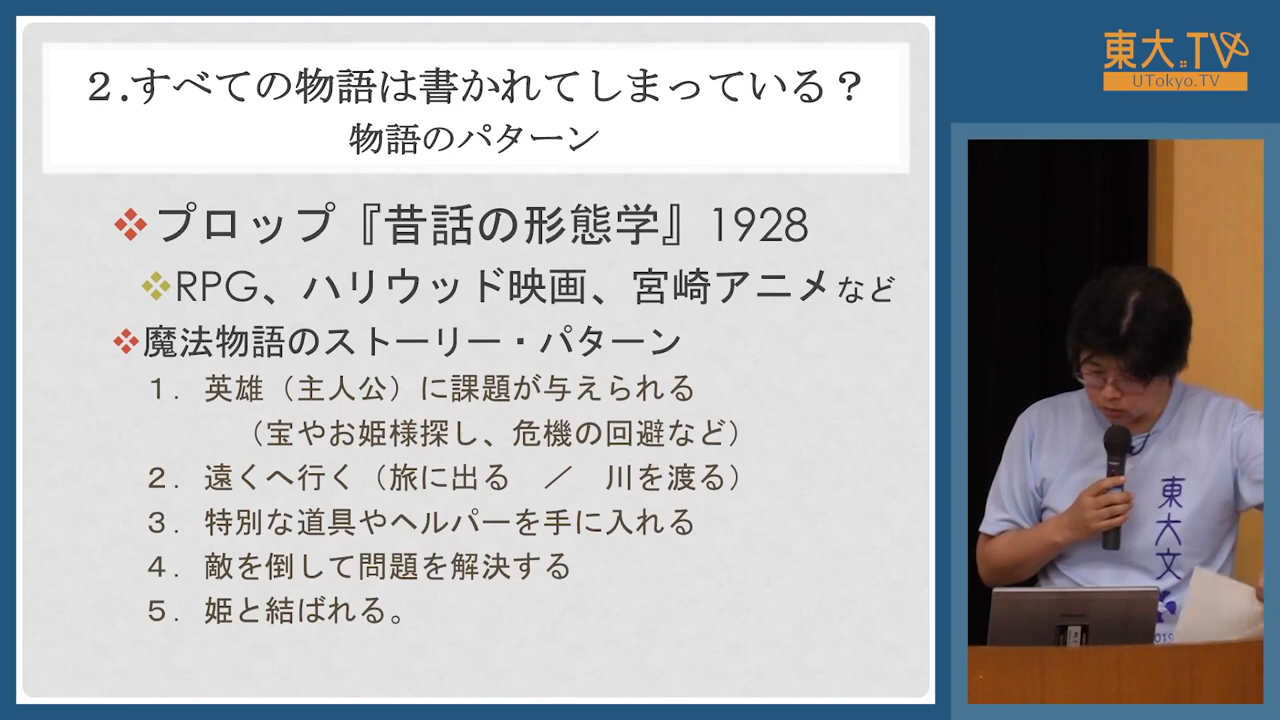 ２.すべての物語は書かれてしまっている？
物語のパターン
プロップ『昔話の形態学』1928
RPG、ハリウッド映画、宮崎アニメなど
魔法物語のストーリー・パターン
１．英雄（主人公）に課題が与えられる
（宝やお姫様探し、危機の回避など）
２．遠くへ行く（旅に出る　／　川を渡る）
３．特別な道具やヘルパーを手に入れる
４．敵を倒して問題を解決する
５．姫と結ばれる。
東大TV
UTokyo.TV
東大文
019